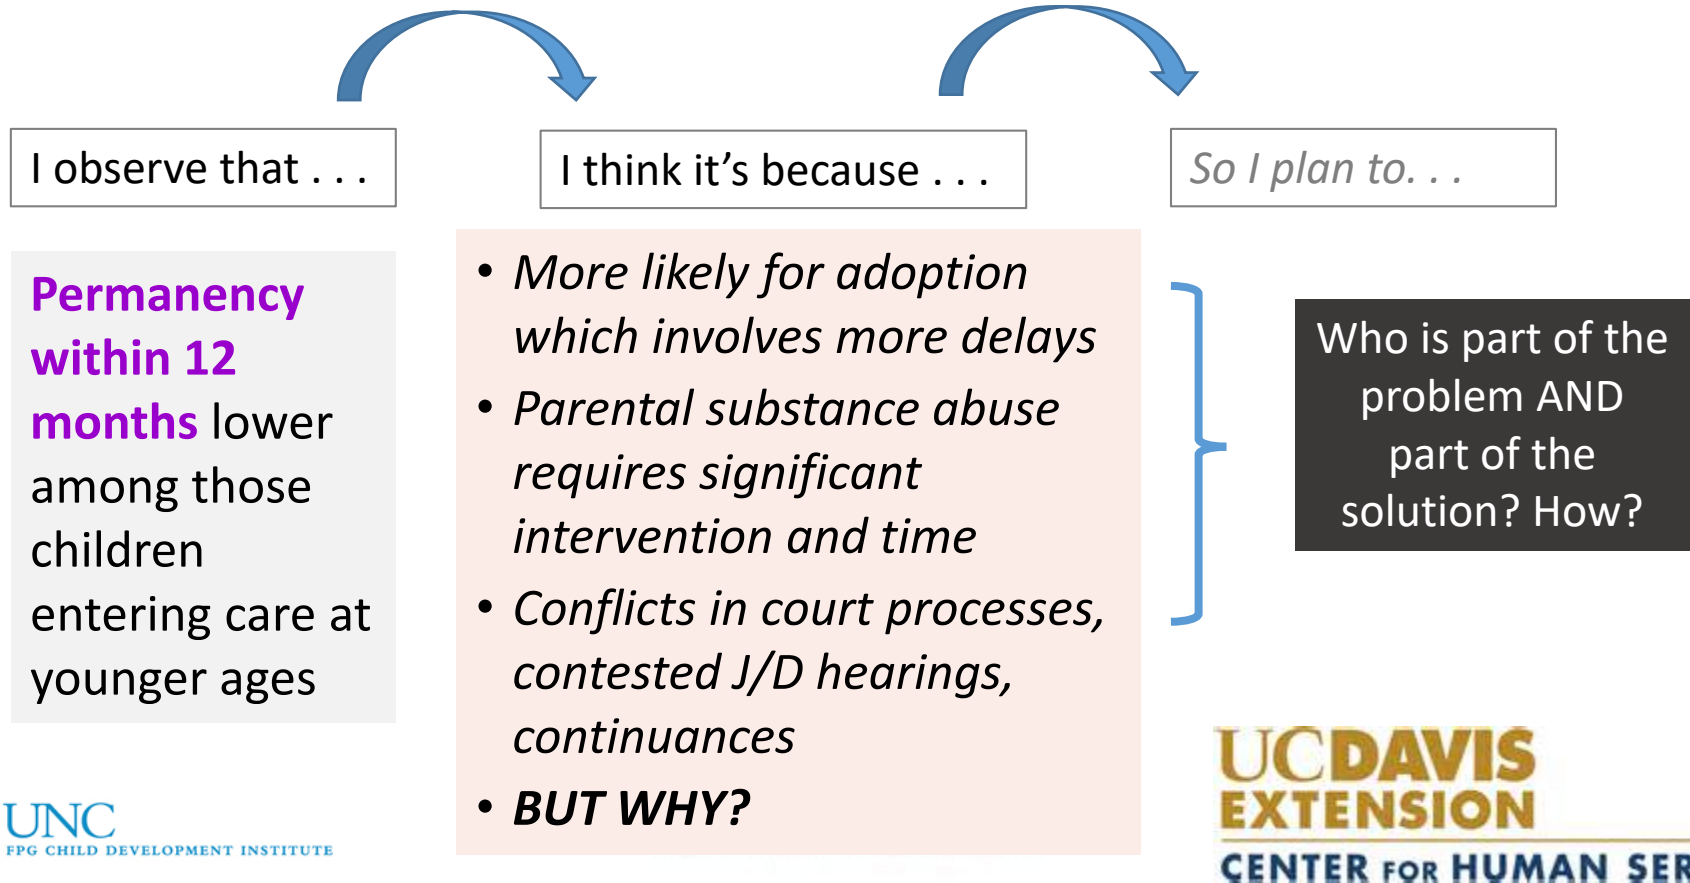 I observe that . . .
I think it's because . . .
So I plan to. . .
Permanency
within 12
months lower
among those
children
entering care at
younger ages
• More likely for adoption
which involves more delays
• Parental substance abuse
requires significant
intervention and time
• Conflicts in court processes,
contested J/D hearings,
continuances
• BUT WHY?
Who is part of the
problem AND
part of the
solution? How?
UNC
FPG CHILD DEVELOPMENT INSTITUTE
UCDAVIS
EXTENSION
CENTER FOR HUMAN SER